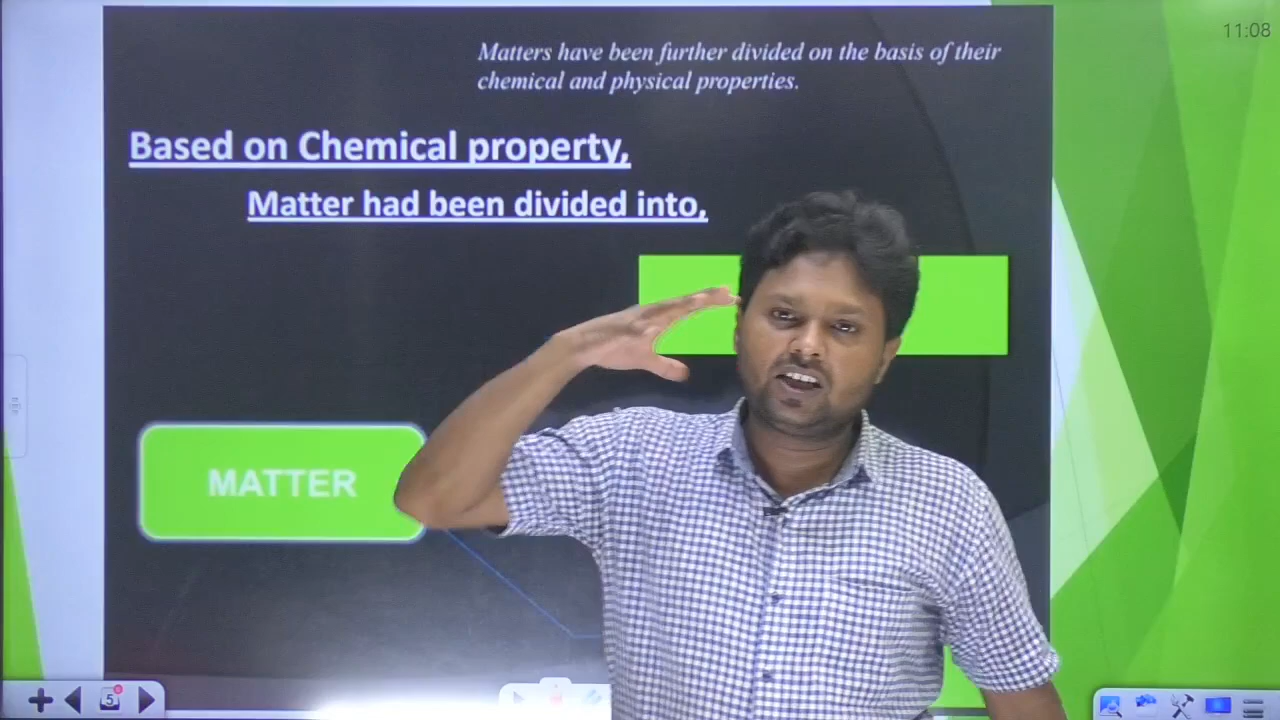 11:08
Matters have been further divided on the basis of their
chemical and physical properties.
Based on Chemical property,
Matter had been divided into,
MATTER
5